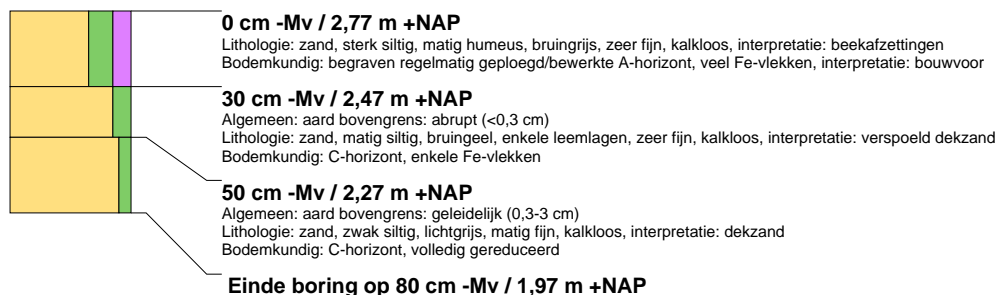 0 cm -Mv / 2,77 m +NAP
Lithologie: zand, sterk siltig, matig humeus, bruingrijs, zeer fijn, kalkloos, interpretatie: beekafzettingen
Bodemkundig: begraven regelmatig geploegd/bewerkte A-horizont, veel Fe-vlekken, interpretatie: bouwvoor
30 cm -Mv / 2,47 m +NAP
Algemeen: aard bovengrens: abrupt (<0,3 cm)
Lithologie: zand, matig siltig, bruingeel, enkele leemlagen, zeer fijn, kalkloos, interpretatie: verspoeld dekzand
Bodemkundig: C-horizont, enkele Fe-vlekken
50 cm -Mv / 2,27 m +NAP
Algemeen: aard bovengrens: geleidelijk (0,3-3 cm)
Lithologie: zand, zwak siltig, lichtgrijs, matig fijn, kalkloos, interpretatie: dekzand
Bodemkundig: C-horizont, volledig gereduceerd
Einde boring op 80 cm -Mv / 1,97 m +NAP